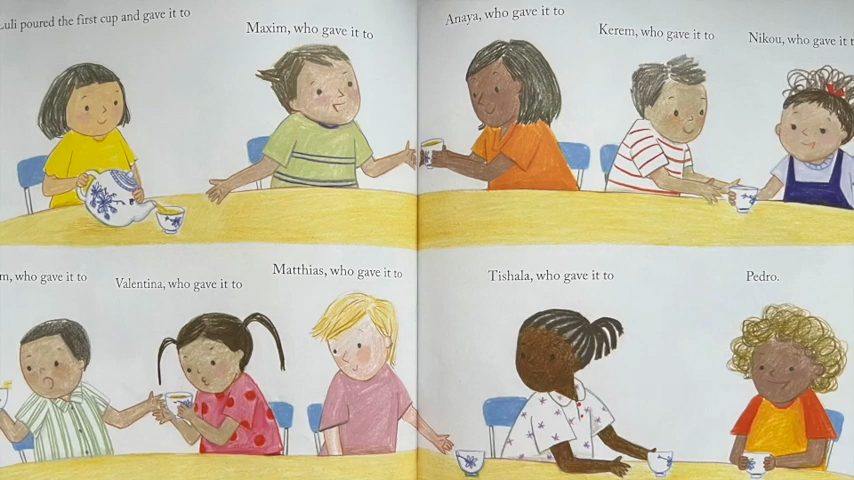 Luli poured the first cup and gave it to
Maxim, who gave it to
Anaya, who gave it to
Kerem, who gave it to
Nikou, who gave it t
m, who gave it to
Valentina, who gave it to
Matthias, who gave it to
Tishala, who gave it to
Pedro.